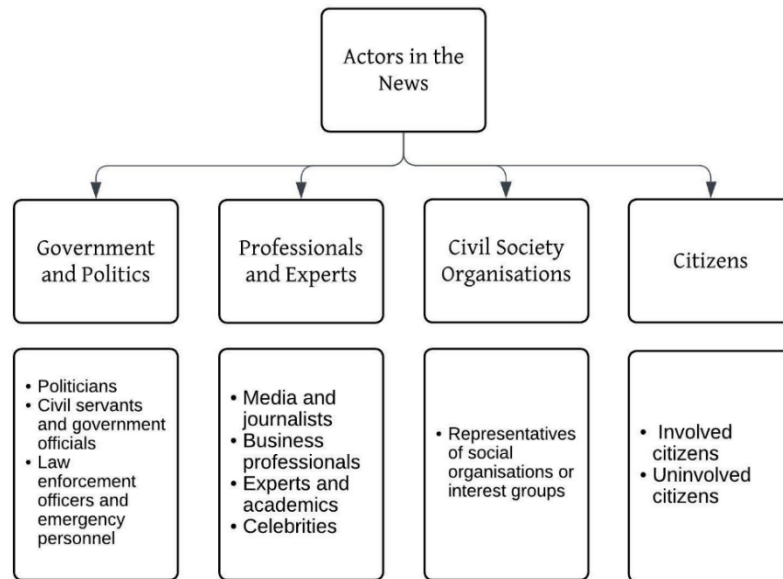 Actors in the
News
Government
and Politics
Professionals
and Experts
Civil Society
Organisations
Citizens
• Politicians
• Civil servants
and government
officials
• Law
enforcement
officers and
emergency
personnel
• Media and
journalists
• Business
professionals
• Experts and
academics
• Celebrities
• Representatives
of social
organisations or
interest groups
• Involved
citizens
• Uninvolved
citizens